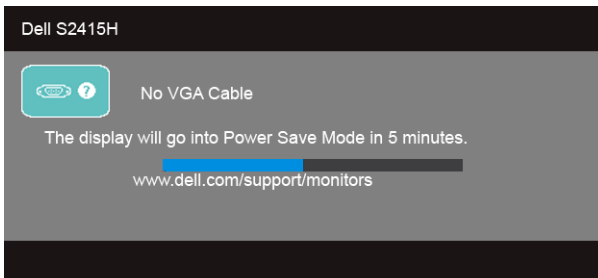 Dell S2415H
? No VGA Cable
The display will go into Power Save Mode in 5 minutes.
www.dell.com/support/monitors